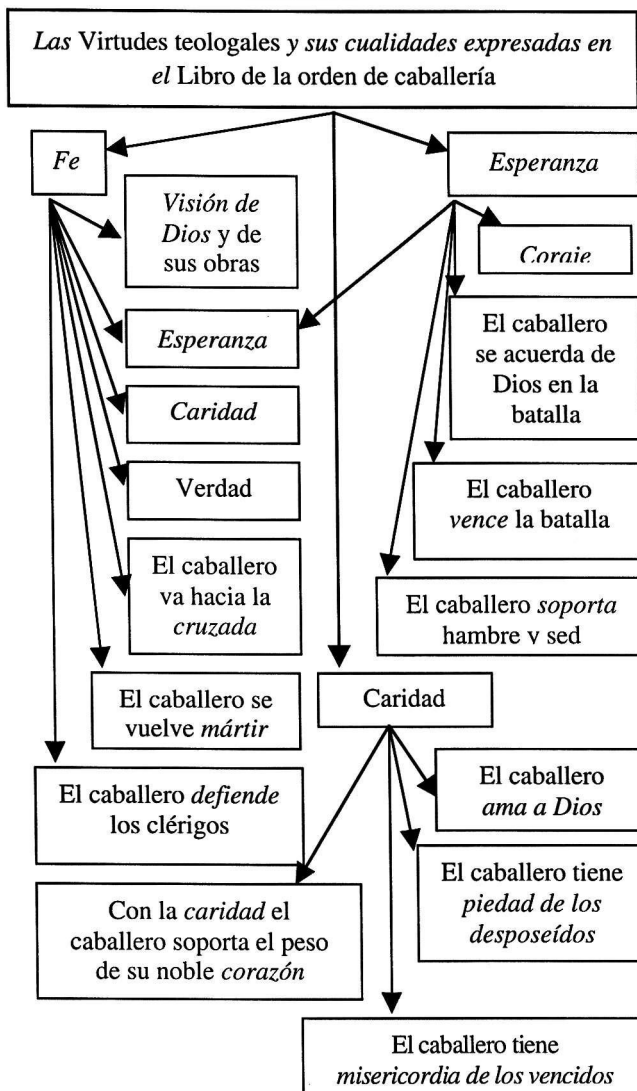 Las Virtudes teologales y sus cualidades expresadas en
el Libro de la orden de caballería
Fe
Esperanza
Visión de
Dios y de
sus obras
Coraje
Esperanza
El caballero
se acuerda de
Dios en la
batalla
Caridad
Verdad
El caballero
vence la batalla
El caballero
va hacia la
cruzada
El caballero soporta
hambre y sed
El caballero se
vuelve mártir
Caridad
El caballero defiende
los clérigos
El caballero
ama a Dios
El caballero tiene
piedad de los
desposeídos
Con la caridad el
caballero soporta el peso
de su noble corazón
El caballero tiene
misericordia de los vencidos